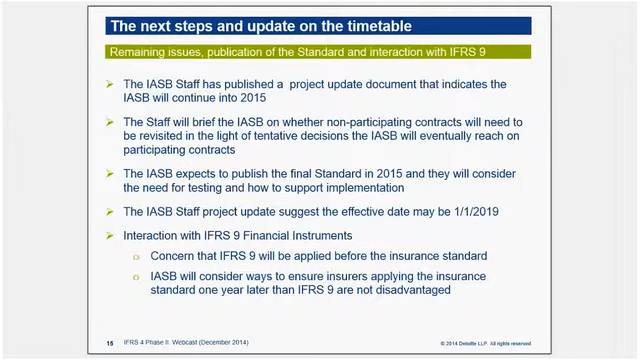 The next steps and update on the timetable
Remaining issues, publication of the Standard and interaction with IFRS 9
The IASB Staff has published a project update document that indicates the
IASB will continue into 2015
The Staff will brief the IASB on whether non-participating contracts will need to
be revisited in the light of tentative decisions the IASB will eventually reach on
participating contracts
The IASB expects to publish the final Standard in 2015 and they will consider
the need for testing and how to support implementation
The IASB Staff project update suggest the effective date may be 1/1/2019
Interaction with IFRS 9 Financial Instruments
Concern that IFRS 9 will be applied before the insurance standard
IASB will consider ways to ensure insurers applying the insurance
standard one year later than IFRS 9 are not disadvantaged
15 IFRS 4 Phase II. Webcast (December 2014) © 2014 Deloitte LLP. All rights reserved